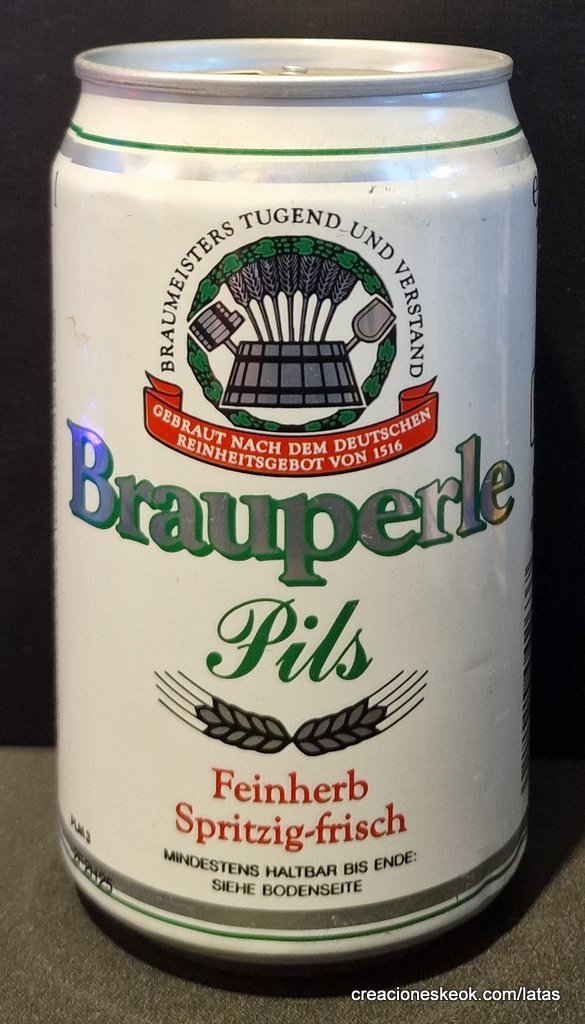 BRAUMEISTERS TUGEND UND VERSTAND
GEBRAUT NACH DEM DEUTSCHEN
REINHEITSGEBOT VON 1516
Brauperle
Pils
Feinherb
Spritzig-frisch
MINDESTENS HALTBAR BIS ENDE:
SIEHE BODENSEITE
creacioneskeok.com/latas